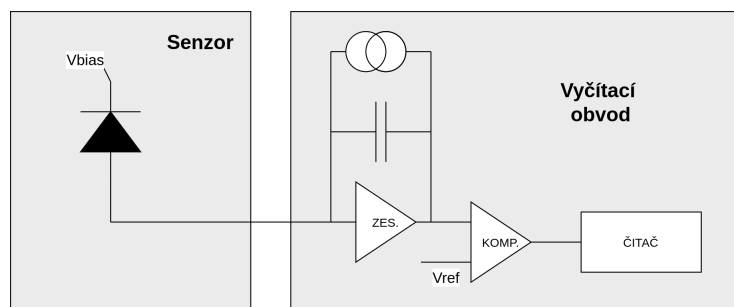 Senzor
Vbias
Vyčítací
obvod
ZES.
KOMP.
ČITAČ
Vref